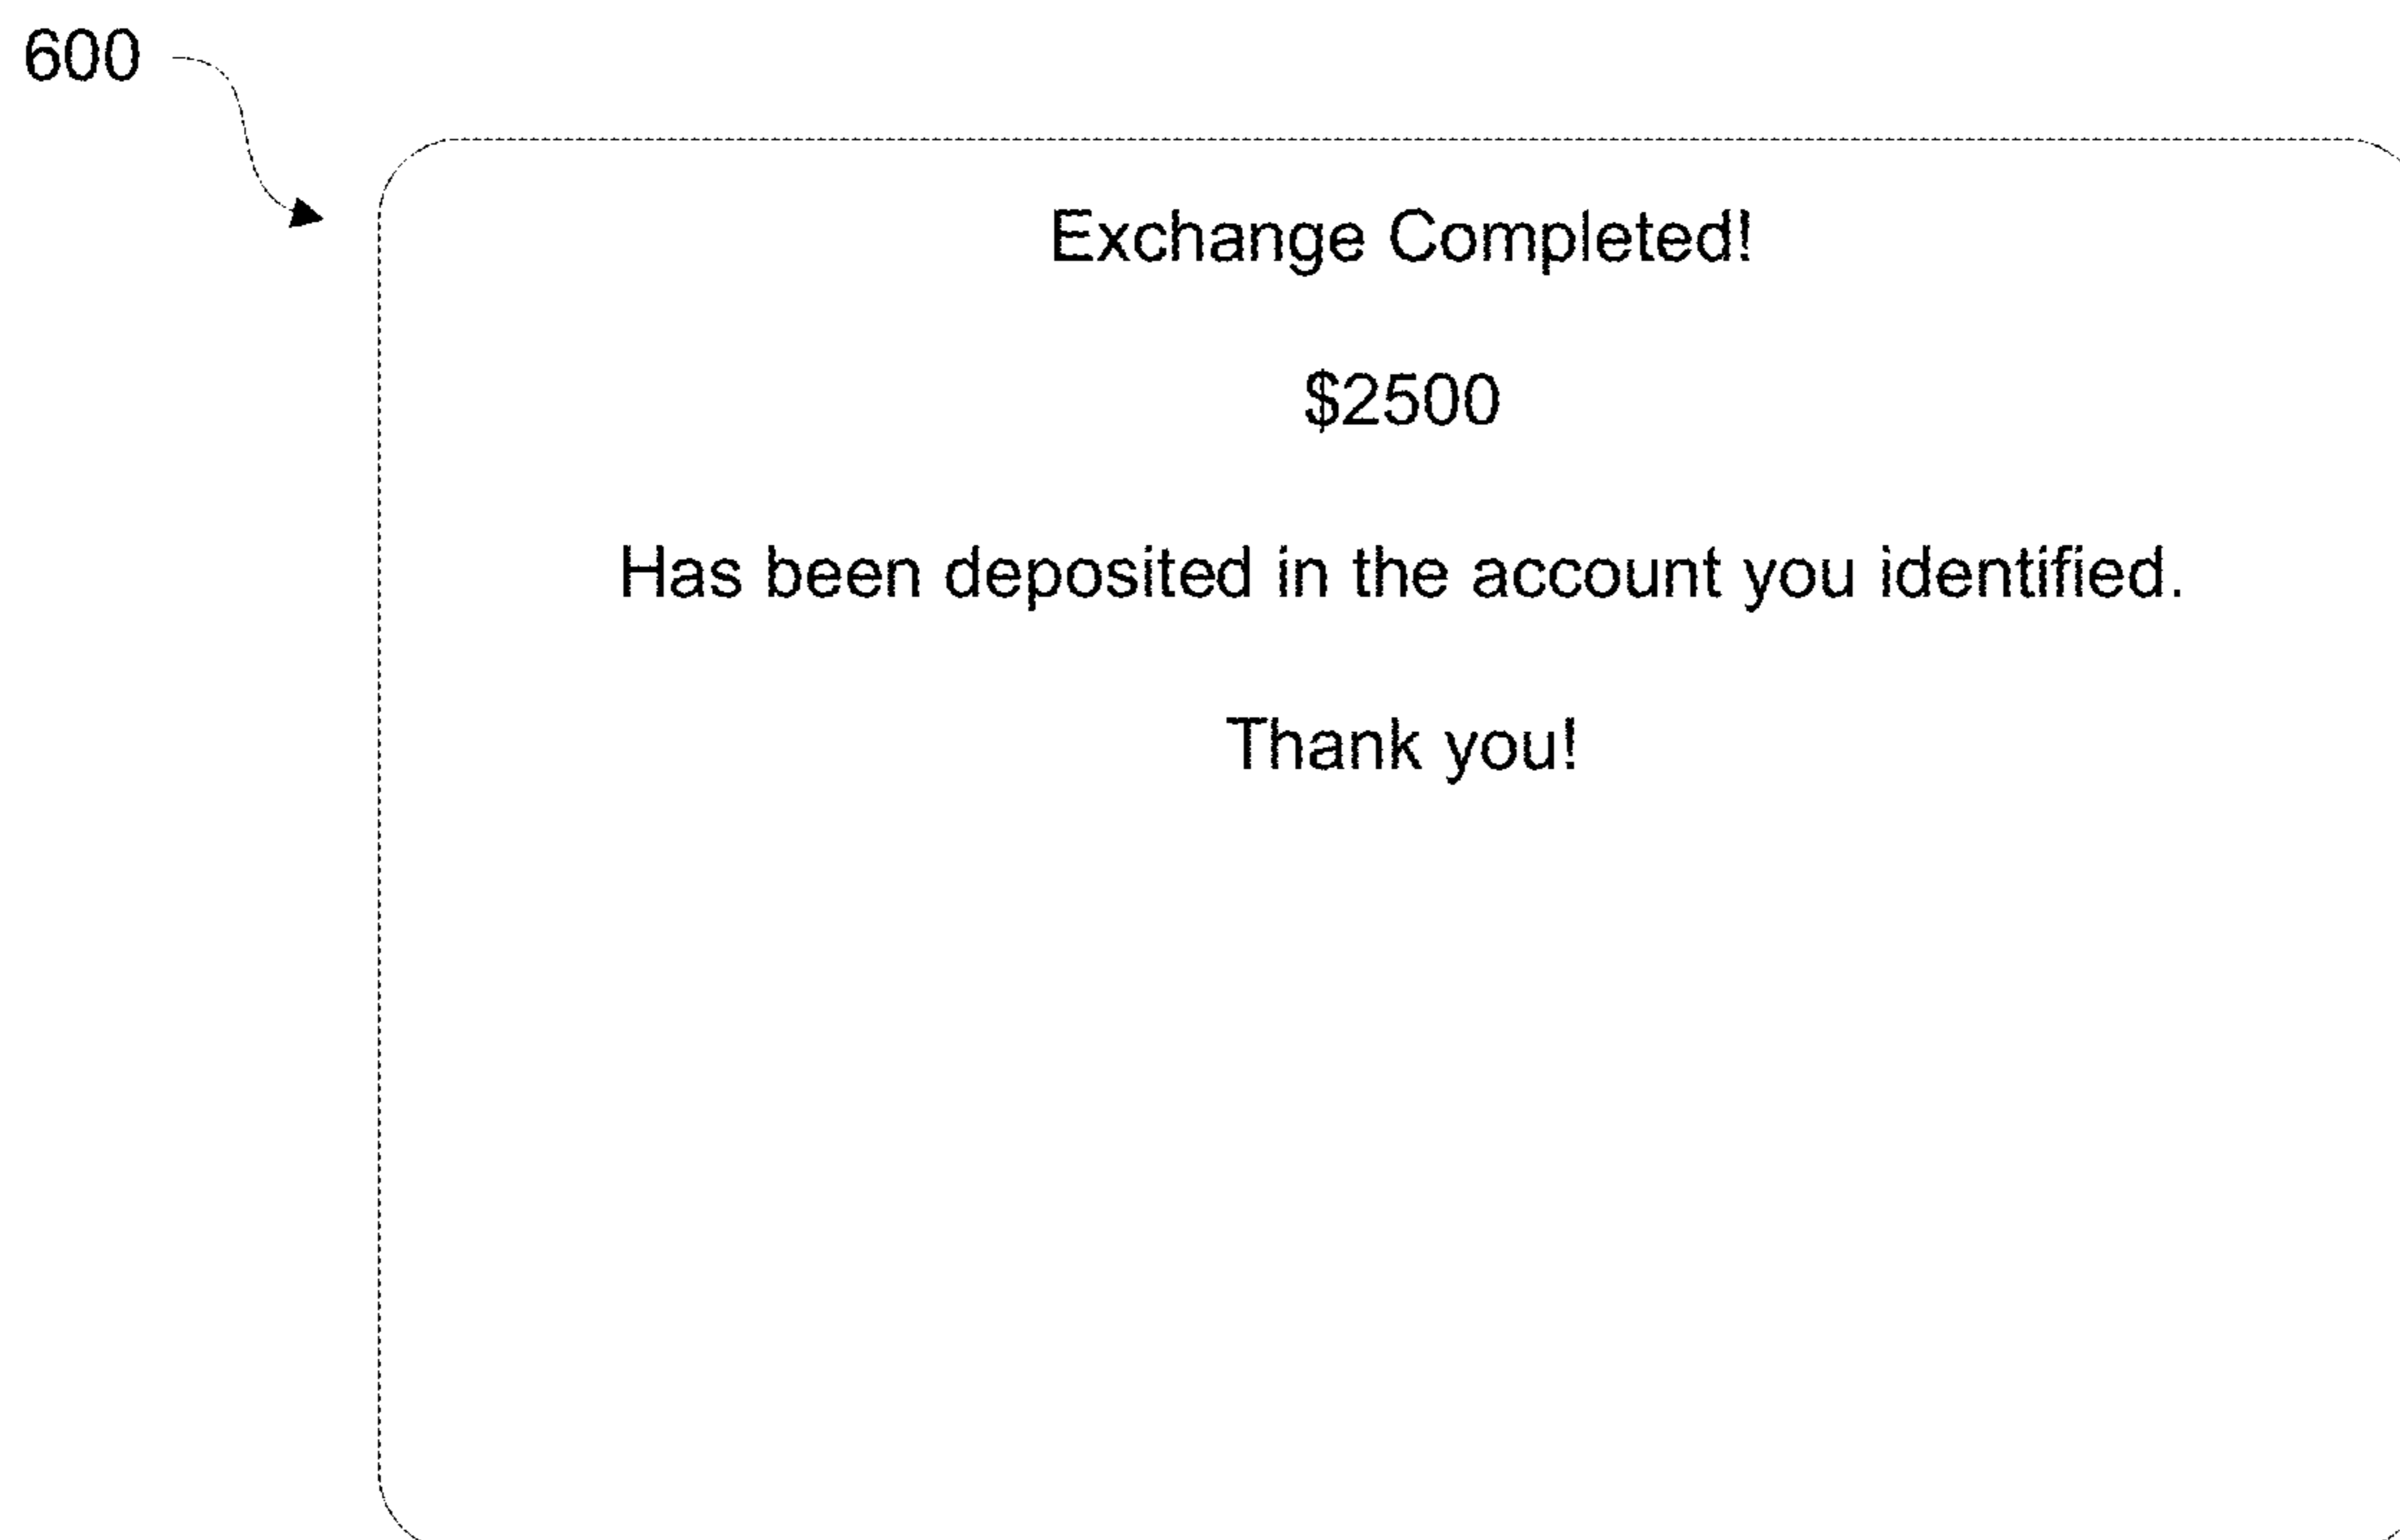 600
Exchange Completed!
$2500
Has been deposited in the account you identified.
Thank you!